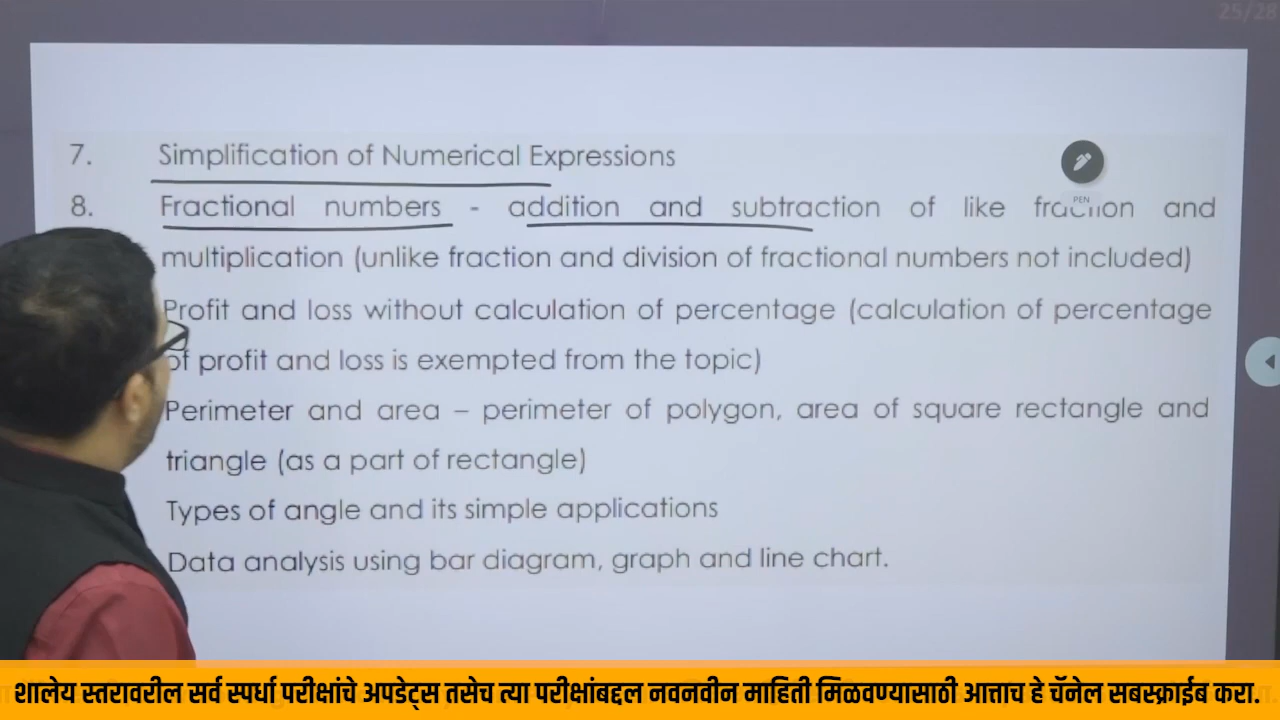 25/28
7. Simplification of Numerical Expressions
8. Fractional numbers - addition and subtraction of like fraction and
PEN
multiplication (unlike fraction and division of fractional numbers not included)
Profit and loss without calculation of percentage (calculation of percentage
of profit and loss is exempted from the topic)
Perimeter and area – perimeter of polygon, area of square rectangle and
triangle (as a part of rectangle)
Types of angle and its simple applications
Data analysis using bar diagram, graph and line chart.
शालेय स्तरावरील सर्व स्पर्धा परीक्षांचे अपडेट्स तसेच त्या परीक्षांबद्दल नवनवीन माहिती मिळवण्यासाठी आत्ताच हे चॅनेल सबस्क्राईब करा.